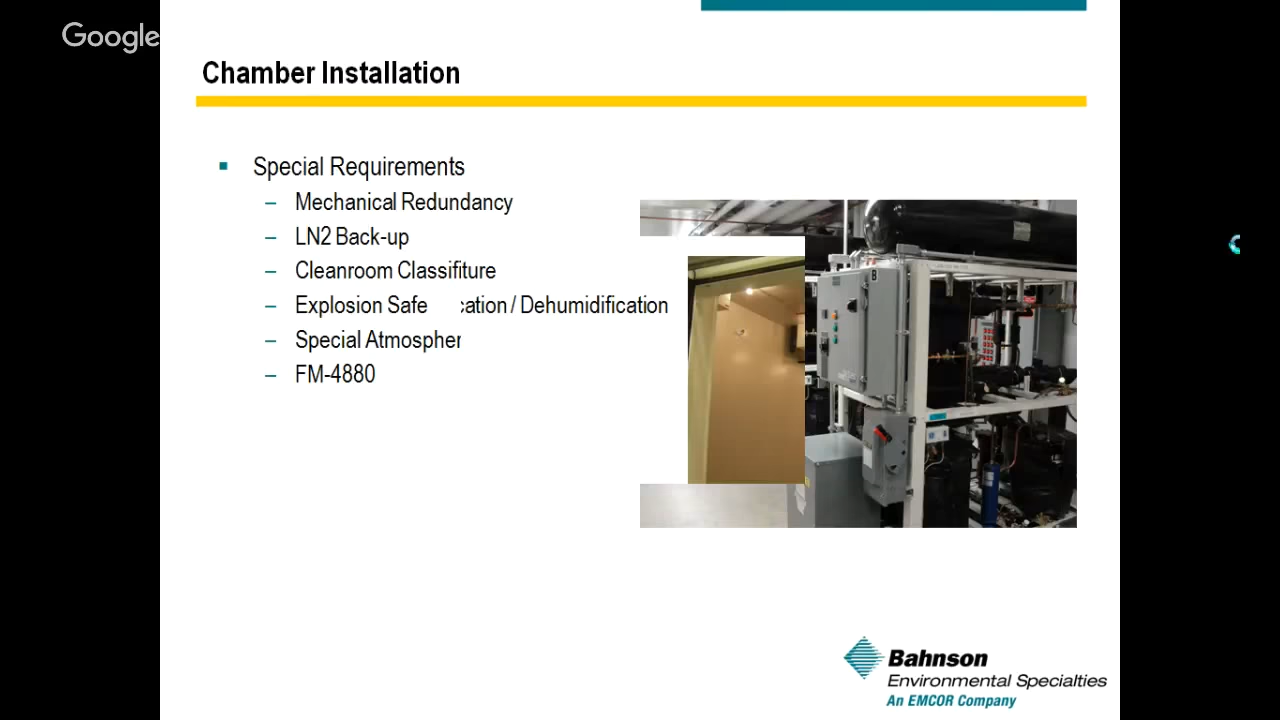 Google
Chamber Installation
Special Requirements
– Mechanical Redundancy
– LN2 Back-up
– Cleanroom Classifiture
– Explosion Safe cation / Dehumidification
– Special Atmospher
– FM-4880
B
Bahnson
Environmental Specialties
An EMCOR Company